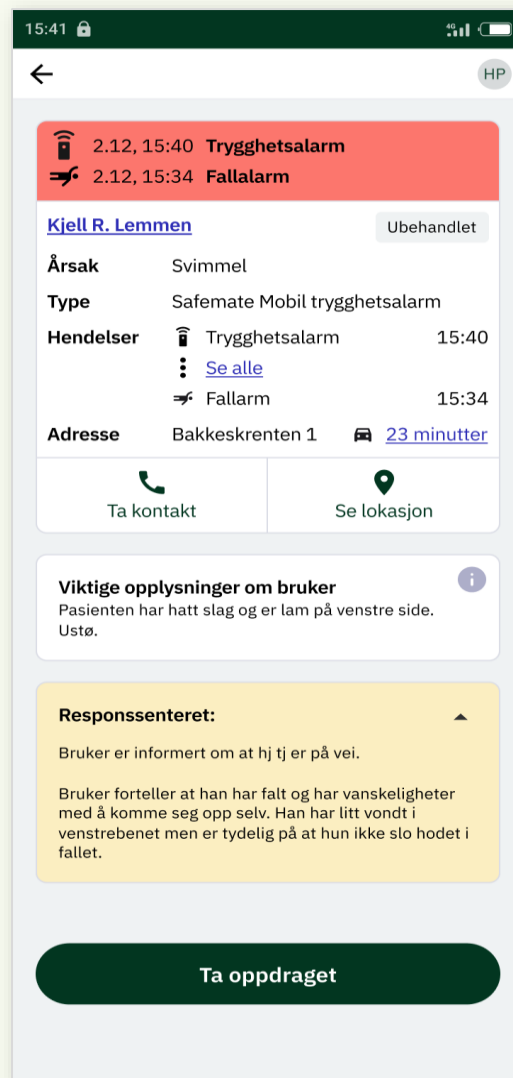 15:41
4G
HP
2.12, 15:40 Trygghetsalarm
2.12, 15:34 Fallalarm
Kjell R. Lemmen Ubehandlet
Årsak Svimmel
Type Safemate Mobil trygghetsalarm
Hendelser Trygghetsalarm 15:40
Se alle
Fallarm 15:34
Adresse Bakkeskrenten 1 23 minutter
Ta kontakt Se lokasjon
Viktige opplysninger om bruker i
Pasienten har hatt slag og er lam på venstre side.
Ustø.
Responssenteret:
Bruker er informert om at hj tj er på vei.
Bruker forteller at han har falt og har vanskeligheter
med å komme seg opp selv. Han har litt vondt i
venstrebenet men er tydelig på at hun ikke slo hodet i
fallet.
Ta oppdraget